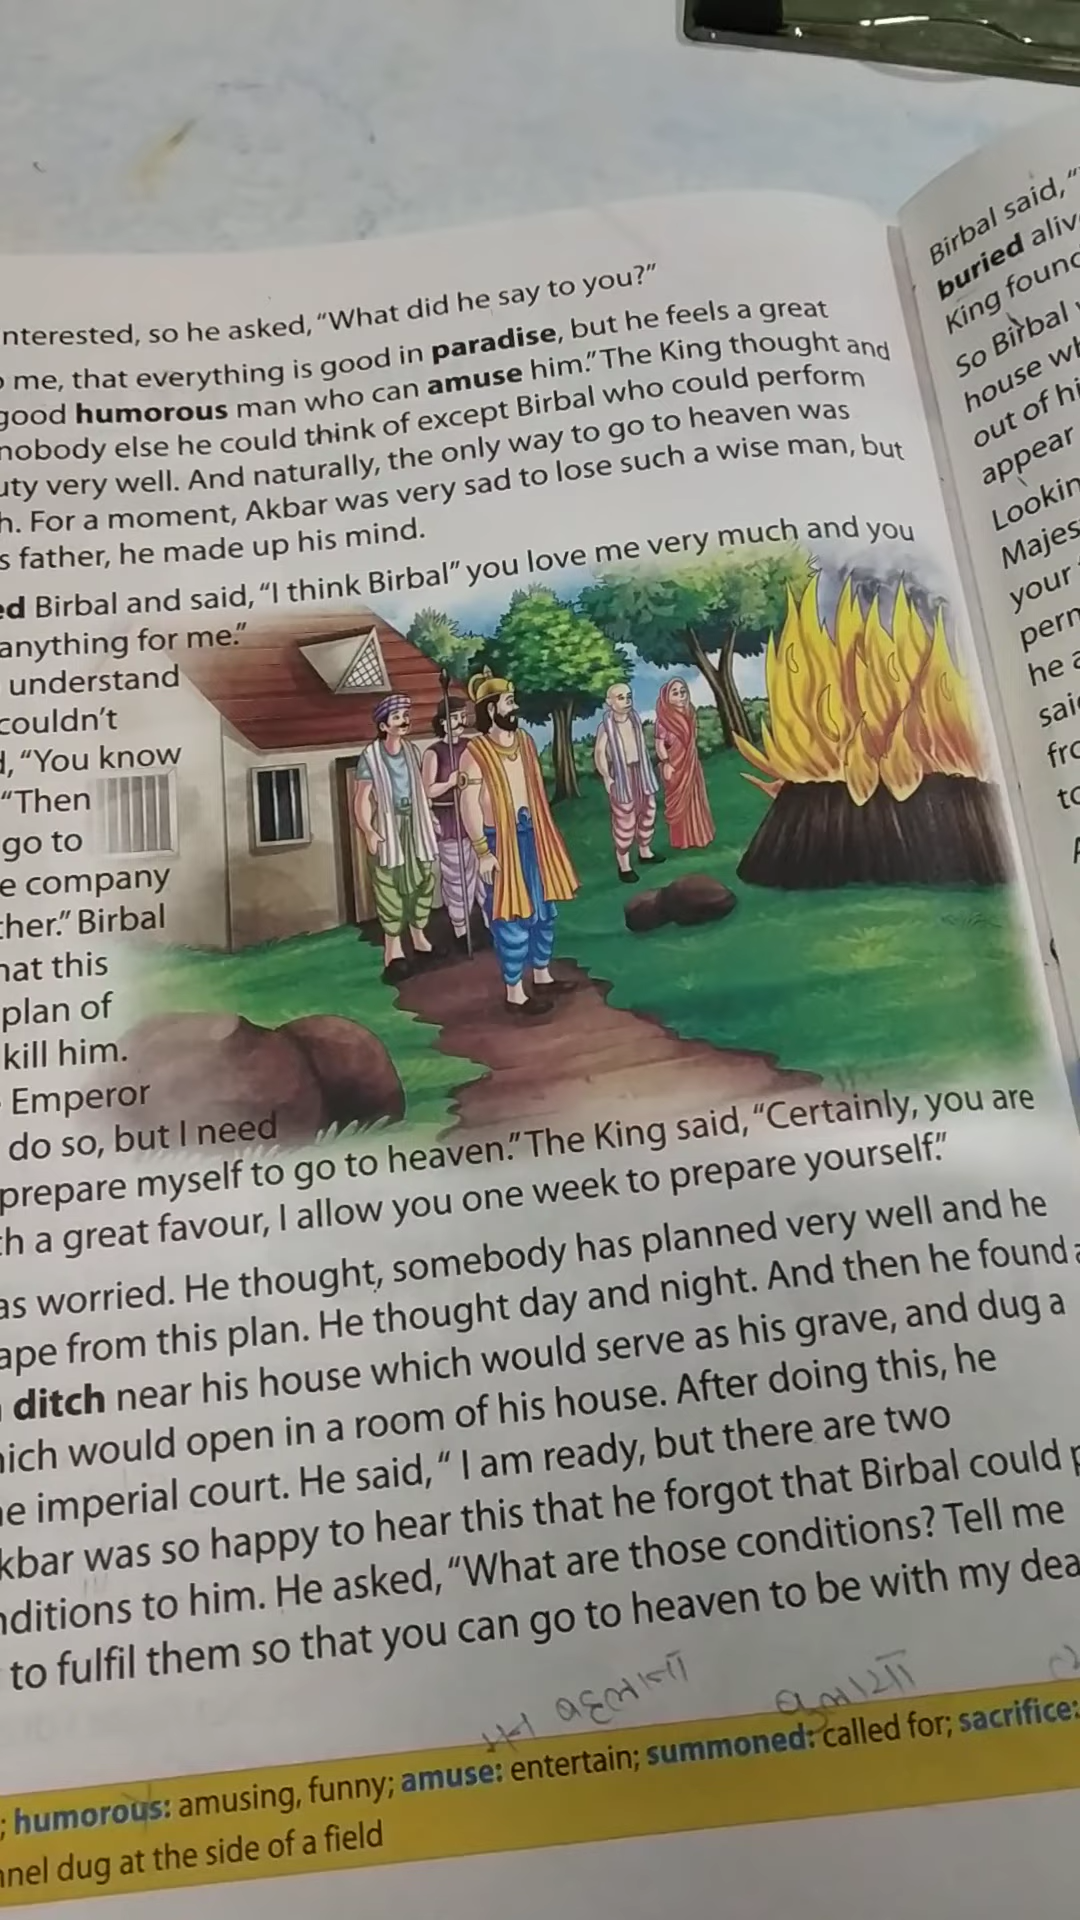 nterested, so he asked, “What did he say to you?”
me, that everything is good in paradise, but he feels a great
good humorous man who can amuse him.” The King thought and
nobody else he could think of except Birbal who could perform
uty very well. And naturally, the only way to go to heaven was
h. For a moment, Akbar was very sad to lose such a wise man, but
s father, he made up his mind.
ed Birbal and said, “I think Birbal” you love me very much and you
anything for me.”
understand
couldn’t
“You know
“Then
go to
e company
ther.” Birbal
hat this
plan of
kill him.
Emperor
do so, but I need
prepare myself to go to heaven.” The King said, “Certainly, you are
h a great favour, I allow you one week to prepare yourself.”
as worried. He thought, somebody has planned very well and he
ape from this plan. He thought day and night. And then he found a
ditch near his house which would serve as his grave, and dug a
hich would open in a room of his house. After doing this, he
e imperial court. He said, “ I am ready, but there are two
kbar was so happy to hear this that he forgot that Birbal could p
nditions to him. He asked, “What are those conditions? Tell me
to fulfil them so that you can go to heaven to be with my dea
; humorous: amusing, funny; amuse: entertain; summoned: called for; sacrifice:
nnel dug at the side of a field
Birbal said, “
buried aliv
King found
So Birbal
house wh
out of hi
appear
Lookin
Majes
your
perm
he a
said
fro
to